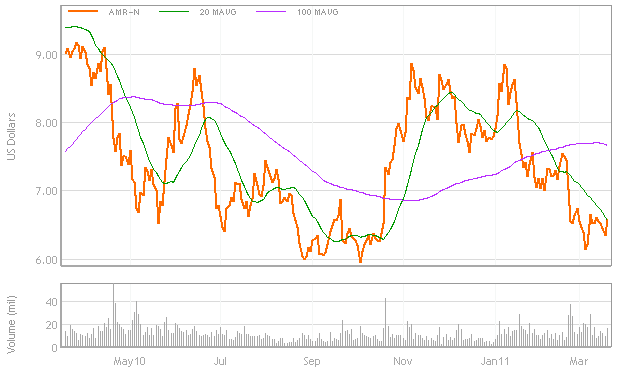 AMR-N 20 MAVG 100 MAVG
US Dollars
9.00
8.00
7.00
6.00
Volume (mil)
40
20
0
May10 Jul Sep Nov Jan11 Mar